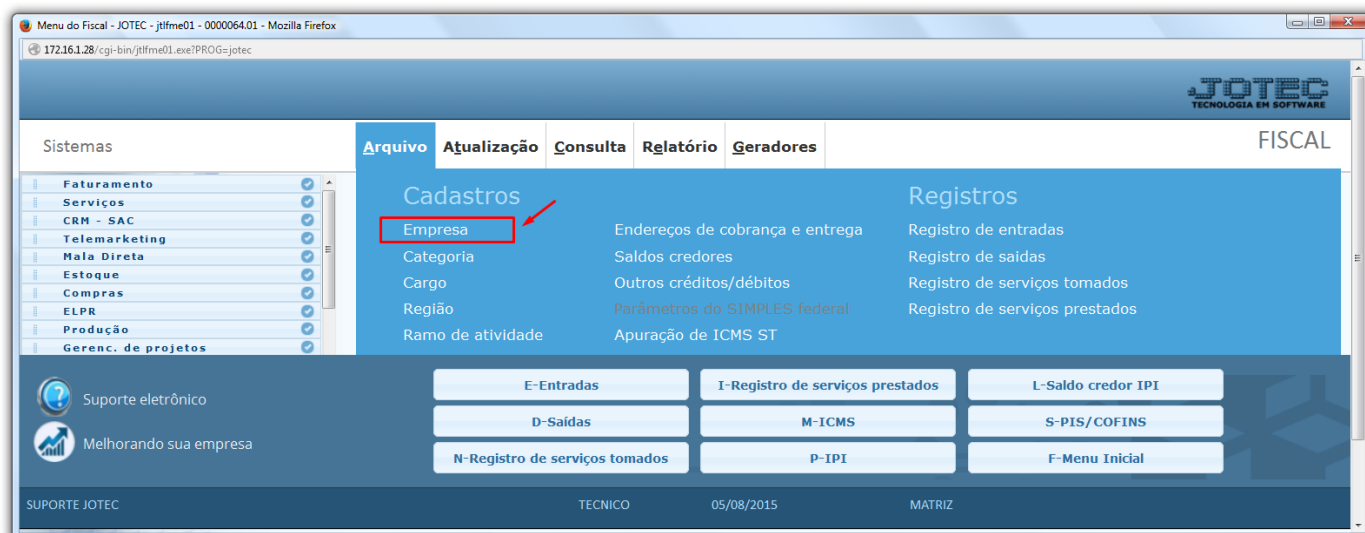 Menu do Fiscal - JOTEC - jtlfme01 - 0000064.01 - Mozilla Firefox
172.16.1.28/cgi-bin/jtlfme01.exe?PROG=jotec
JOTEC
TECNOLOGIA EM SOFTWARE
Sistemas
Arquivo Atualização Consulta Relatório Geradores
FISCAL
Faturamento
Serviços
CRM - SAC
Telemarketing
Mala Direta
Estoque
Compras
ELPR
Produção
Gerenc. de projetos
Cadastros
Empresa
Categoria
Cargo
Região
Ramo de atividade
Endereços de cobrança e entrega
Saldos credores
Outros créditos/débitos
Parâmetros do SIMPLES federal
Apuração de ICMS ST
Registros
Registro de entradas
Registro de saidas
Registro de serviços tomados
Registro de serviços prestados
Suporte eletrônico
Melhorando sua empresa
E-Entradas I-Registro de serviços prestados L-Saldo credor IPI
D-Saídas M-ICMS S-PIS/COFINS
N-Registro de serviços tomados P-IPI F-Menu Inicial
SUPORTE JOTEC TECNICO 05/08/2015 MATRIZ